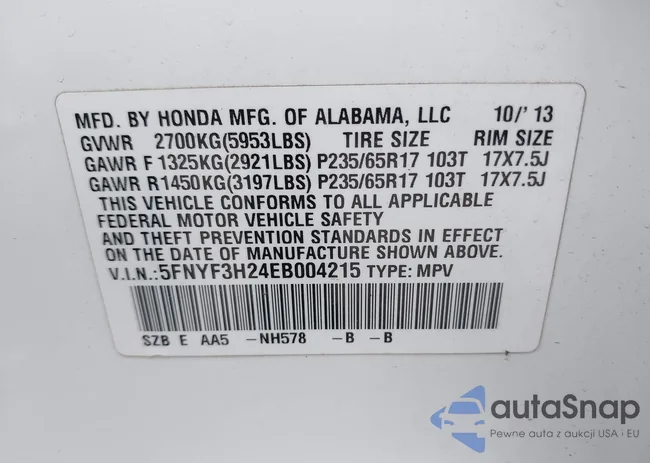 MFD. BY HONDA MFG. OF ALABAMA, LLC 10/'13
GVWR 2700KG(5953LBS) TIRE SIZE RIM SIZE
GAWR F 1325KG(2921LBS) P235/65R17 103T 17X7.5J
GAWR R1450KG(3197LBS) P235/65R17 103T 17X7.5J
THIS VEHICLE CONFORMS TO ALL APPLICABLE
FEDERAL MOTOR VEHICLE SAFETY
AND THEFT PREVENTION STANDARDS IN EFFECT
ON THE DATE OF MANUFACTURE SHOWN ABOVE.
V.I.N.:5FNYF3H24EB004215 TYPE: MPV
SZB E AA5 -NH578 -B -B
autaSnap
Pewne auta z aukcji USA i EU